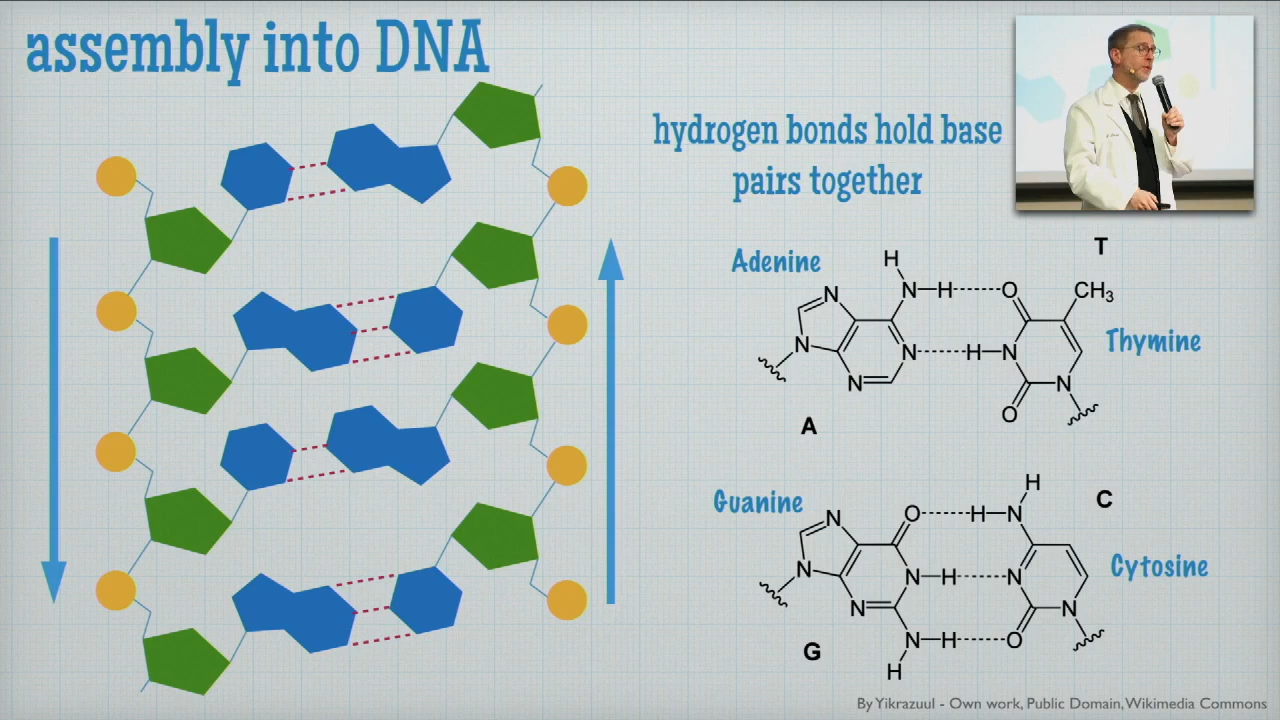 assembly into DNA
hydrogen bonds hold base
pairs together
T
Adenine
H
N
N
H
O
CH₃
Thymine
N
N
H
N
N
N
O
A
H
Guanine
C
N
O
H
N
Cytosine
N
N
H
N
N
N
N
H
O
G
H
By Yikrazuul - Own work, Public Domain, Wikimedia Commons